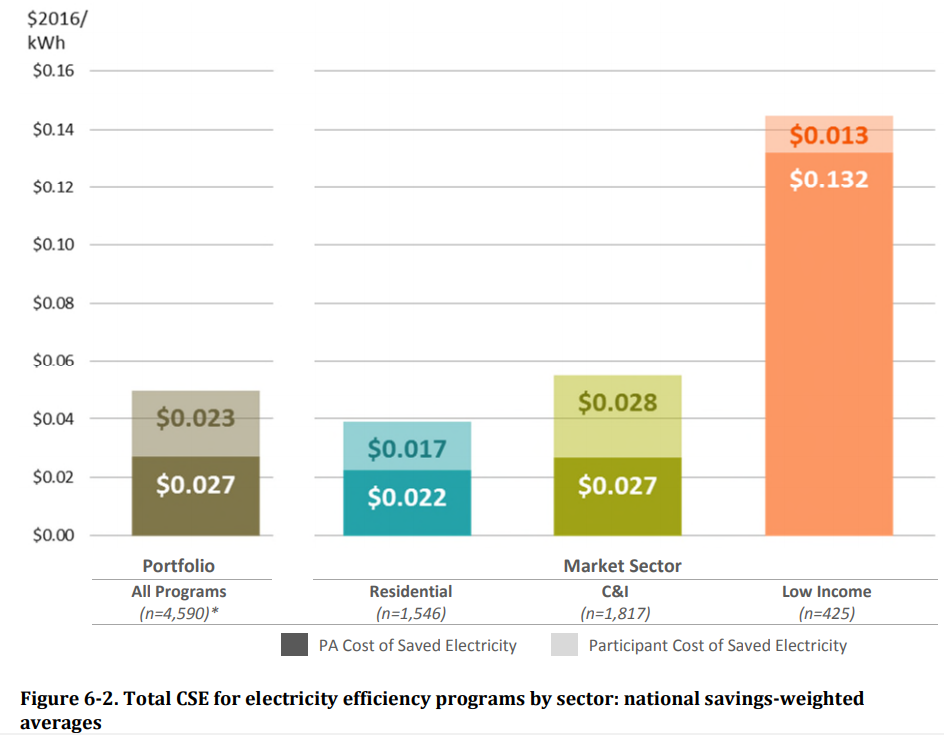 $2016/
kWh
$0.16
$0.14
$0.12
$0.10
$0.08
$0.06
$0.04
$0.02
$0.00
$0.023
$0.027
$0.017
$0.022
$0.028
$0.027
$0.013
$0.132
Portfolio
Market Sector
All Programs
Residential
C&I
Low Income
(n=4,590)*
(n=1,546)
(n=1,817)
(n=425)
PA Cost of Saved Electricity
Participant Cost of Saved Electricity
Figure 6-2. Total CSE for electricity efficiency programs by sector: national savings-weighted
averages